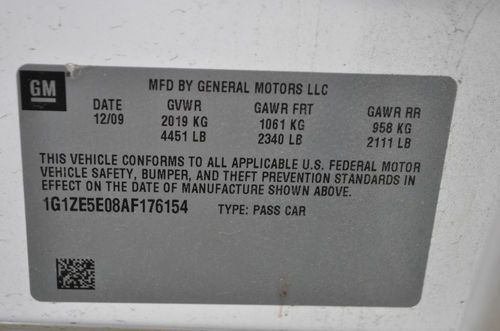 GM
MFD BY GENERAL MOTORS LLC
DATE GVWR GAWR FRT GAWR RR
12/09 2019 KG 1061 KG 958 KG
4451 LB 2340 LB 2111 LB
THIS VEHICLE CONFORMS TO ALL APPLICABLE U.S. FEDERAL MOTOR
VEHICLE SAFETY, BUMPER, AND THEFT PREVENTION STANDARDS IN
EFFECT ON THE DATE OF MANUFACTURE SHOWN ABOVE.
1G1ZE5E08AF176154 TYPE: PASS CAR